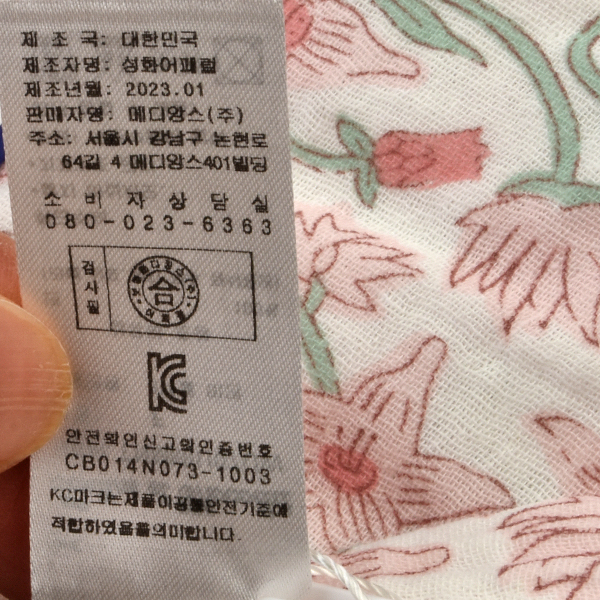 제 조 국: 대한민국
제조자명: 성화어패럴
제조년월: 2023.01
판매자명: 메디앙스(주)
주소: 서울시 강남구 논현로
64길 4 메디앙스401빌딩
소 비 자 상 담 실
080-023-6363
검사필
合
KC
안전확인신고확인증번호
CB014N073-1003
KC마크는제품이공통안전기준에
적합하였음을의미합니다.